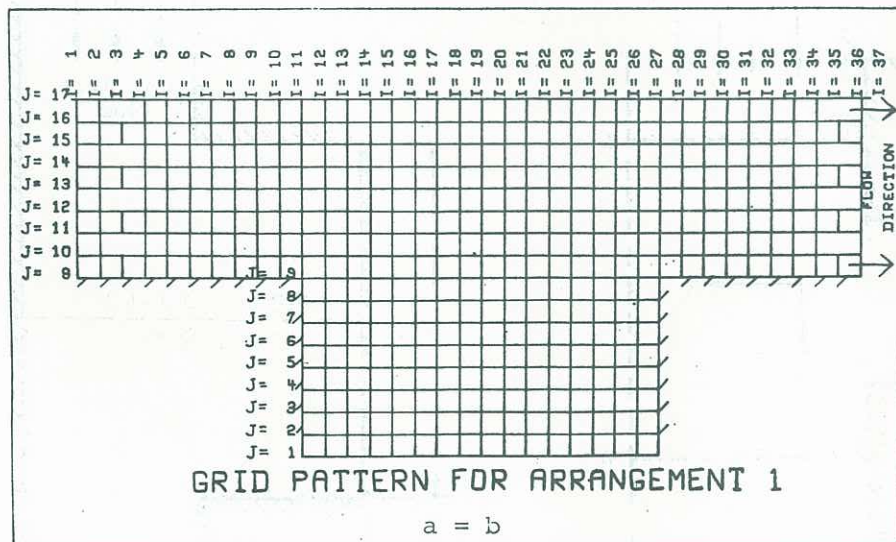 I= 1
I= 2
I= 3
I= 4
I= 5
I= 6
I= 7
I= 8
I= 9
I= 10
I= 11
I= 12
I= 13
I= 14
I= 15
I= 16
I= 17
I= 18
I= 19
I= 20
I= 21
I= 22
I= 23
I= 24
I= 25
I= 26
I= 27
I= 28
I= 29
I= 30
I= 31
I= 32
I= 33
I= 34
I= 35
I= 36
I= 37
J= 17
J= 16
J= 15
J= 14
J= 13
J= 12
J= 11
J= 10
J= 9
FLOW
DIRECTION
J= 9
J= 8
J= 7
J= 6
J= 5
J= 4
J= 3
J= 2
J= 1
GRID PATTERN FOR ARRANGEMENT 1
a = b